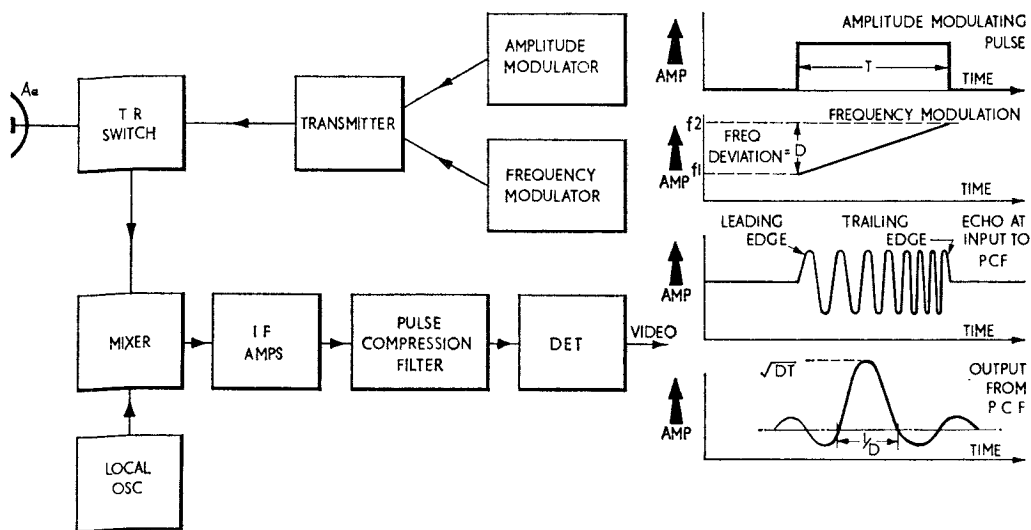 Ae
T R
SWITCH
TRANSMITTER
AMPLITUDE
MODULATOR
FREQUENCY
MODULATOR
MIXER
I F
AMPS
PULSE
COMPRESSION
FILTER
DET
VIDEO
LOCAL
OSC
AMPLITUDE MODULATING
PULSE
AMP
T
TIME
FREQUENCY MODULATION
f2
FREQ
DEVIATION = D
f1
AMP
TIME
LEADING
EDGE
TRAILING
EDGE
ECHO AT
INPUT TO
PCF
AMP
TIME
√DT
OUTPUT
FROM
P C F
AMP
1/D
TIME